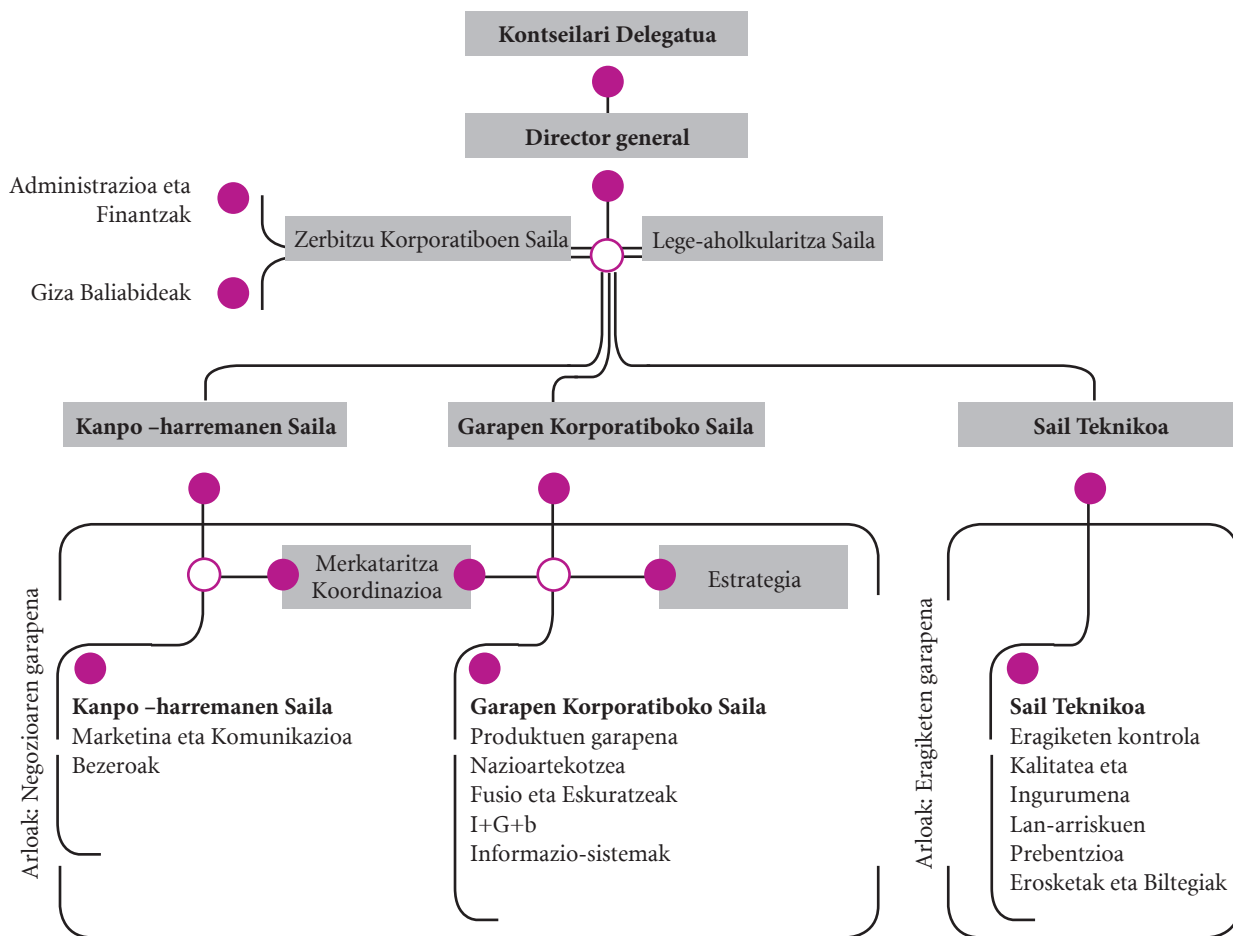 Kontseilari Delegatua
Director general
Administrazioa eta
Finantzak
Zerbitzu Korporatiboen Saila
Lege-aholkularitza Saila
Giza Baliabideak
Kanpo –harremanen Saila
Garapen Korporatiboko Saila
Sail Teknikoa
Arloak: Negozioaren garapena
Merkataritza
Koordinazioa
Estrategia
Kanpo –harremanen Saila
Marketina eta Komunikazioa
Bezeroak
Garapen Korporatiboko Saila
Produktuen garapena
Nazioartekotzea
Fusio eta Eskuratzeak
I+G+b
Informazio-sistemak
Arloak: Eragiketen garapena
Sail Teknikoa
Eragiketen kontrola
Kalitatea eta
Ingurumena
Lan-arriskuen
Prebentzioa
Erosketak eta Biltegiak